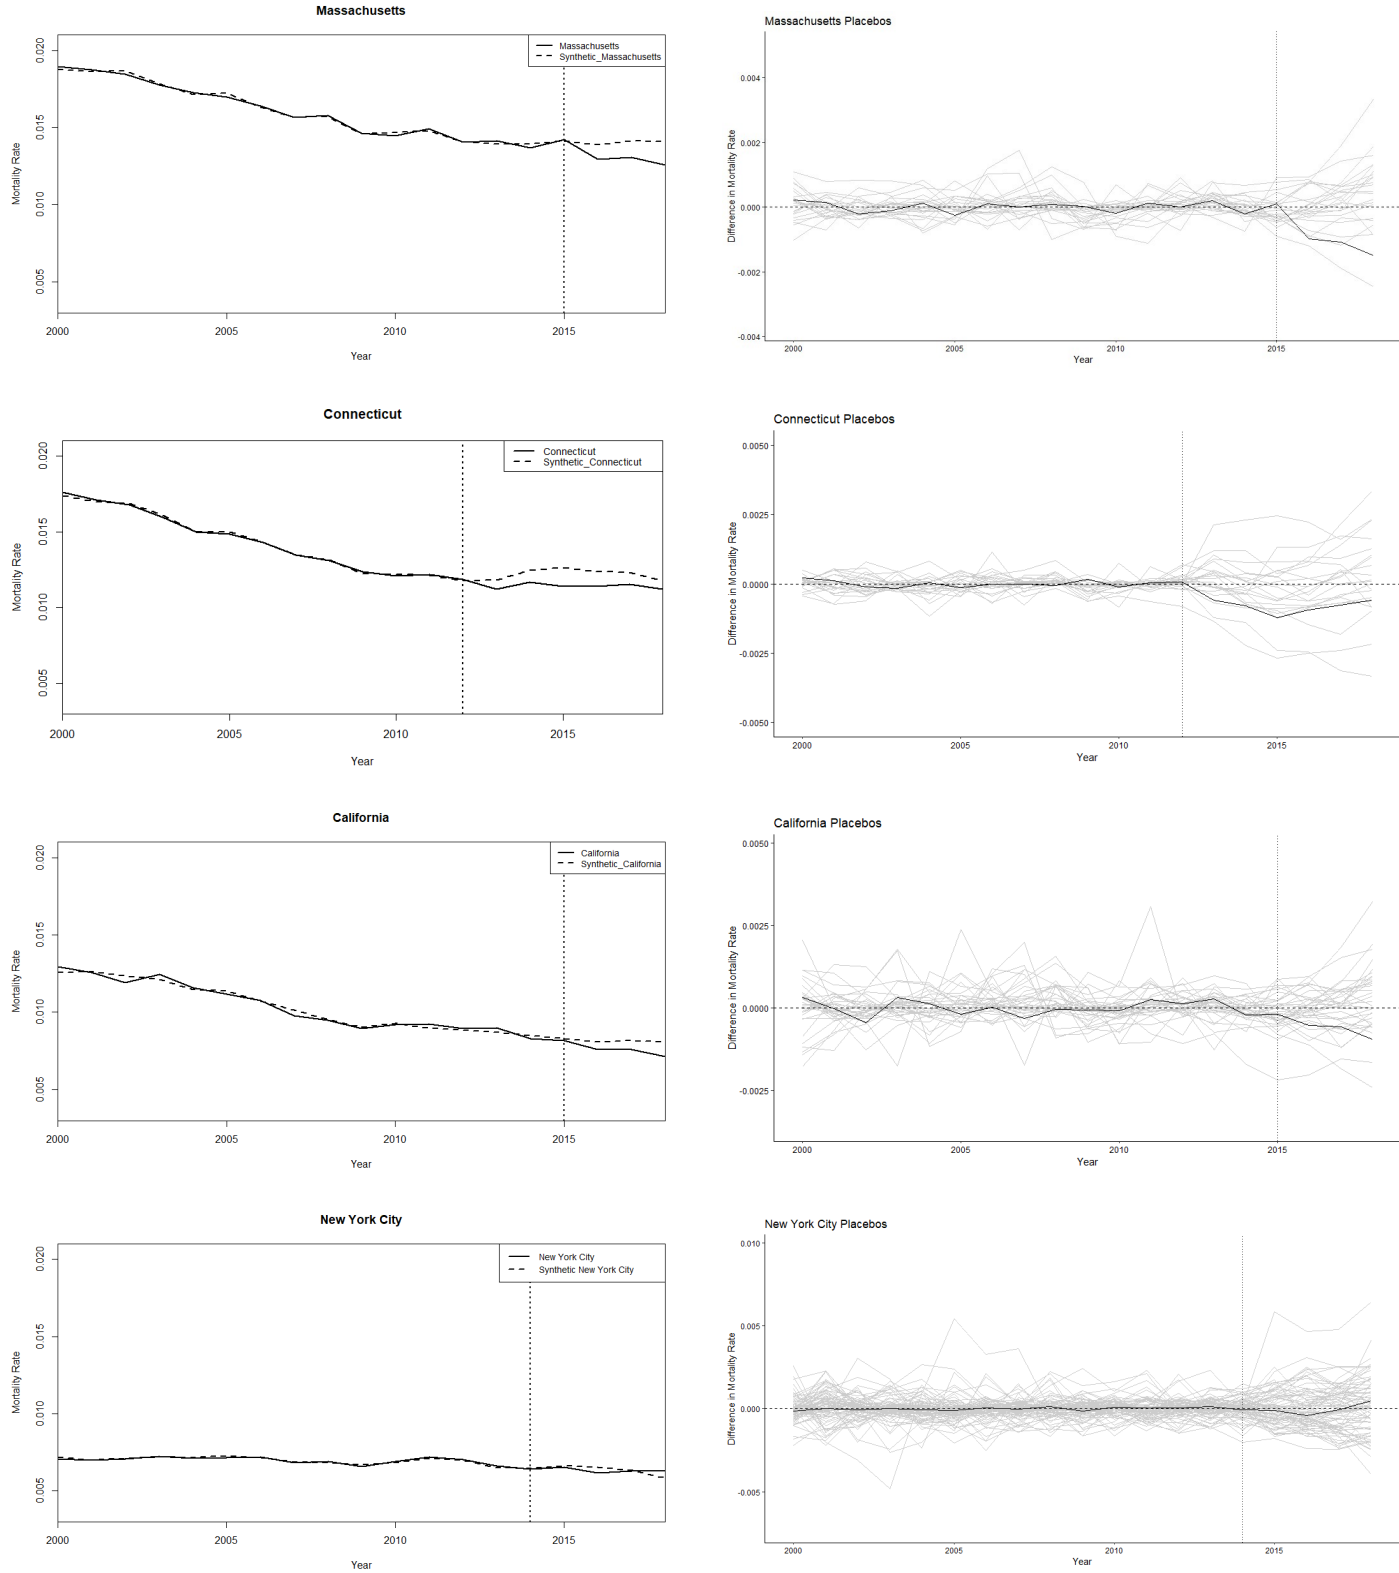 Massachusetts
Mortality Rate
0.020
0.015
0.010
0.005
Massachusetts
Synthetic_Massachusetts
2000
2005
2010
2015
Year
Massachusetts Placebos
Difference in Mortality Rate
0.004
0.002
0.000
-0.002
-0.004
2000
2005
2010
2015
Year
Connecticut
Mortality Rate
0.020
0.015
0.010
0.005
Connecticut
Synthetic_Connecticut
2000
2005
2010
2015
Year
Connecticut Placebos
Difference in Mortality Rate
0.0050
0.0025
0.0000
-0.0025
-0.0050
2000
2005
2010
2015
Year
California
Mortality Rate
0.020
0.015
0.010
0.005
California
Synthetic_California
2000
2005
2010
2015
Year
California Placebos
Difference in Mortality Rate
0.0050
0.0025
0.0000
-0.0025
2000
2005
2010
2015
Year
New York City
Mortality Rate
0.020
0.015
0.010
0.005
New York City
Synthetic New York City
2000
2005
2010
2015
Year
New York City Placebos
Difference in Mortality Rate
0.010
0.005
0.000
-0.005
2000
2005
2010
2015
Year